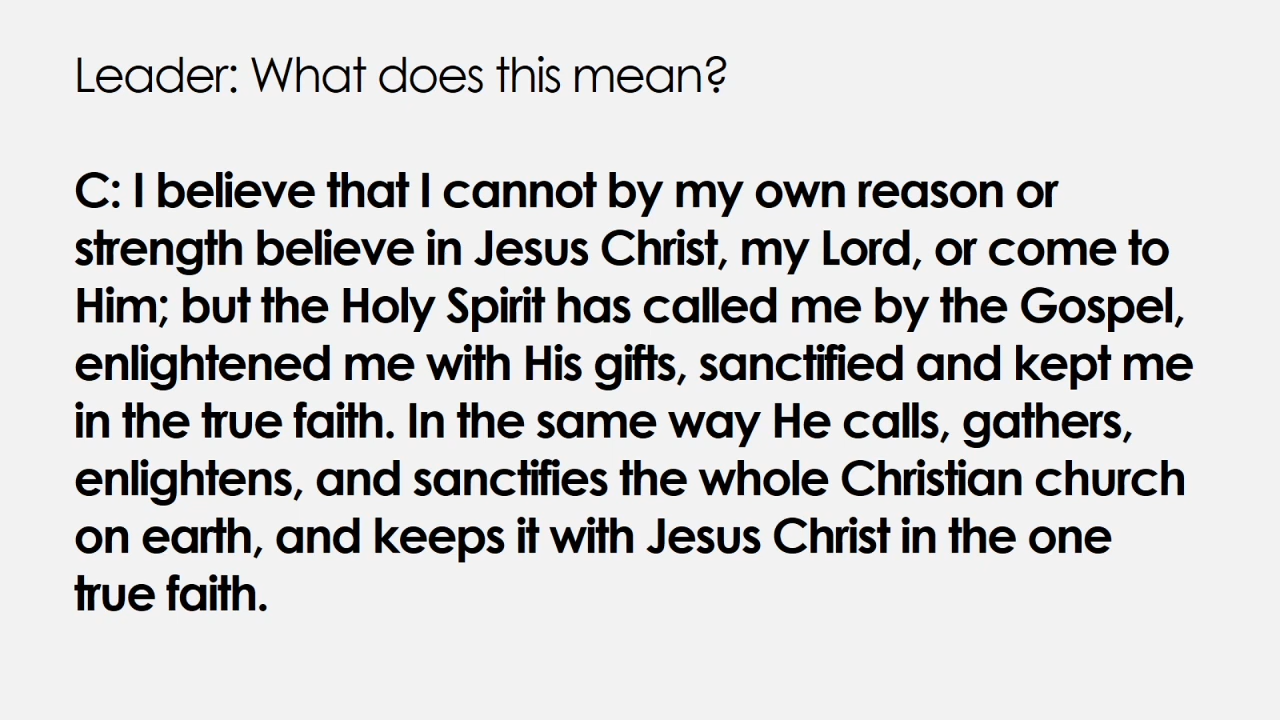 Leader: What does this mean?
C: I believe that I cannot by my own reason or
strength believe in Jesus Christ, my Lord, or come to
Him; but the Holy Spirit has called me by the Gospel,
enlightened me with His gifts, sanctified and kept me
in the true faith. In the same way He calls, gathers,
enlightens, and sanctifies the whole Christian church
on earth, and keeps it with Jesus Christ in the one
true faith.